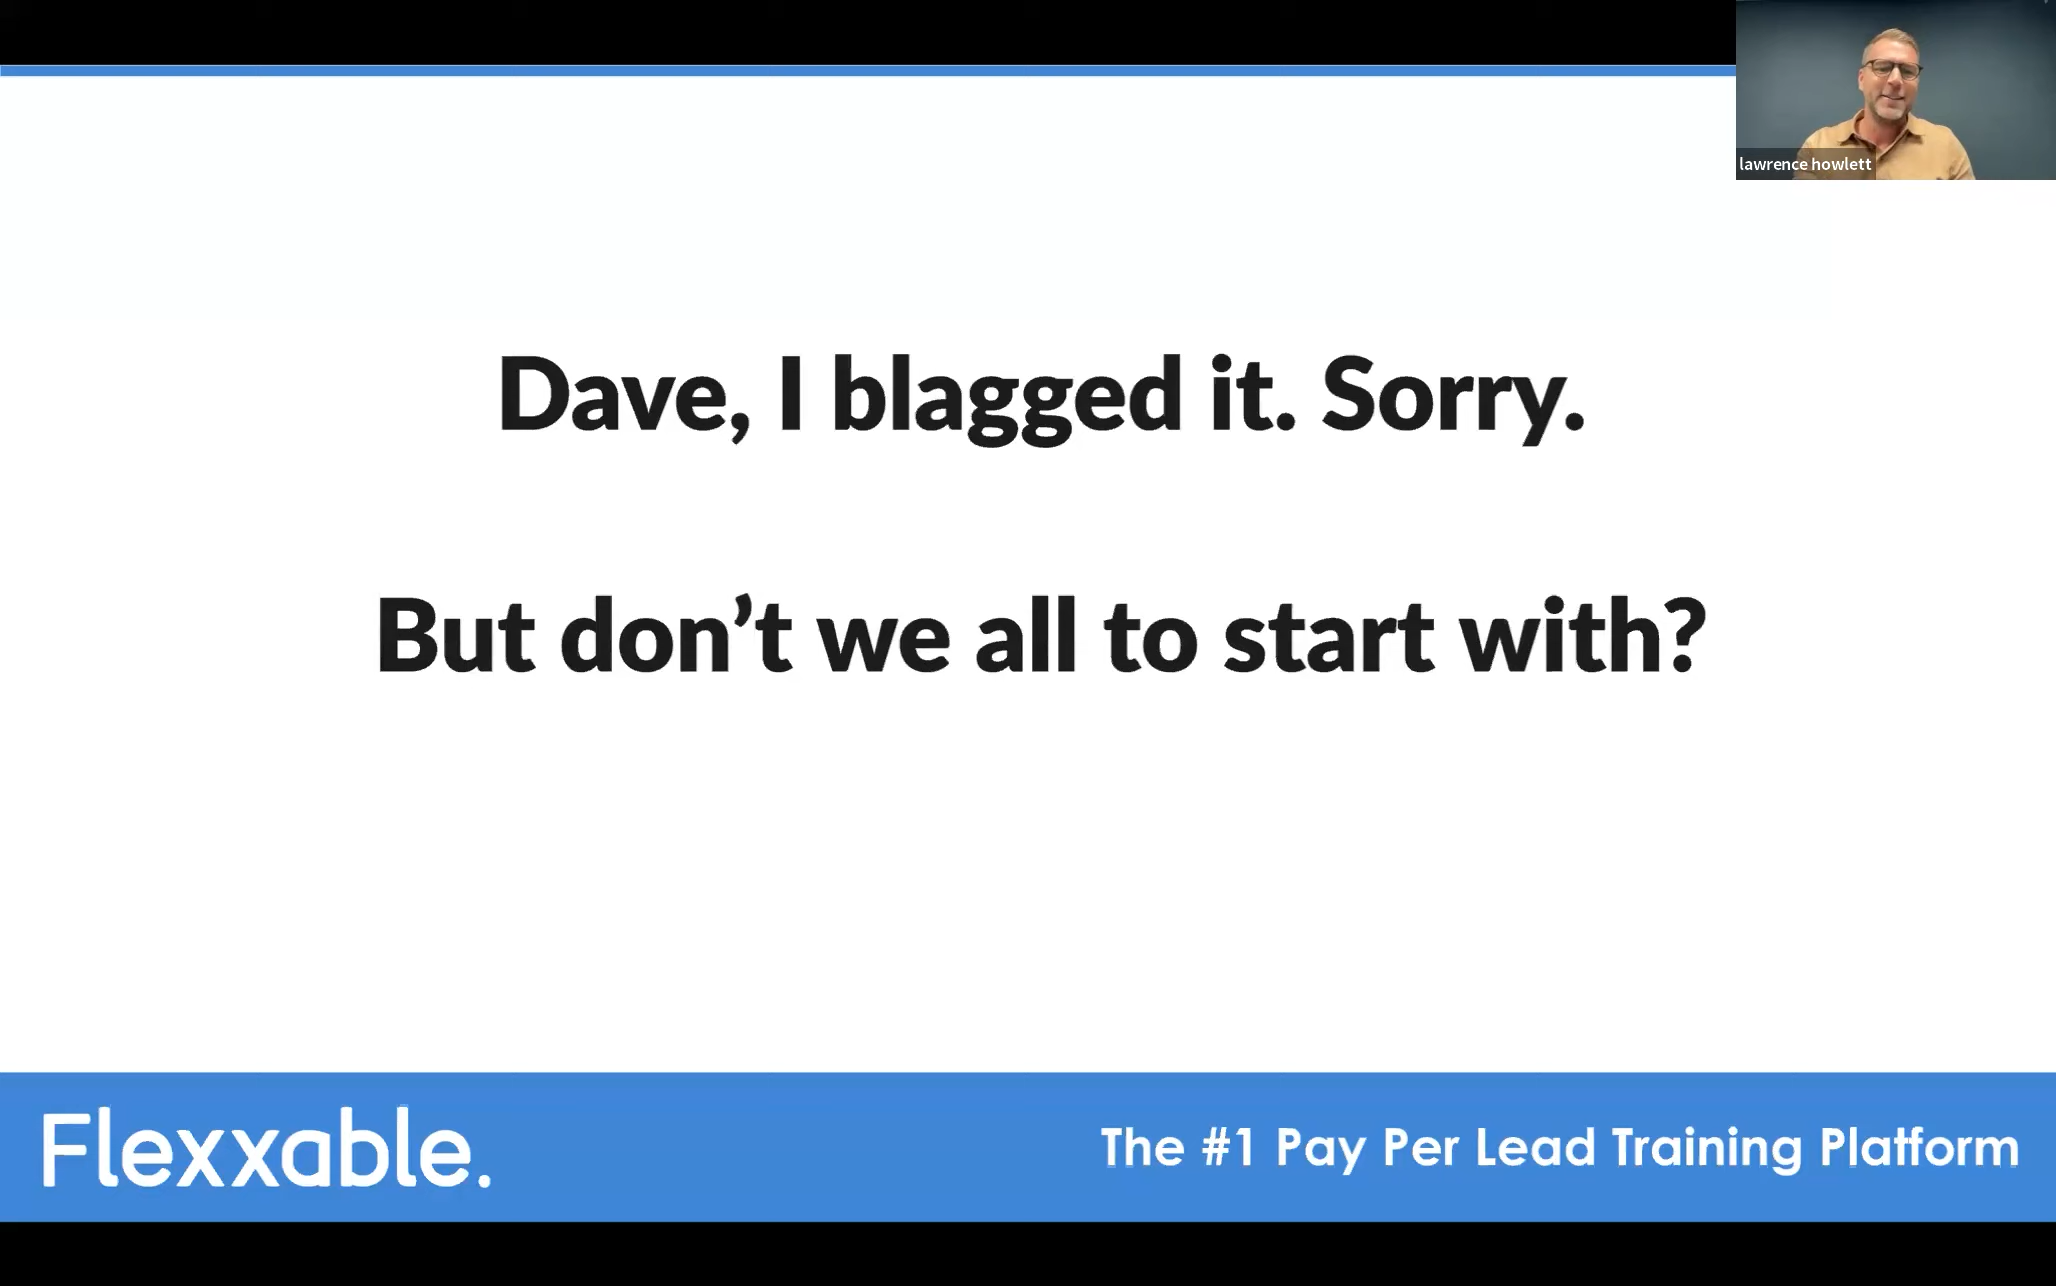 lawrence howlett
Dave, I blagged it. Sorry.
But don’t we all to start with?
Flexxable.
The #1 Pay Per Lead Training Platform